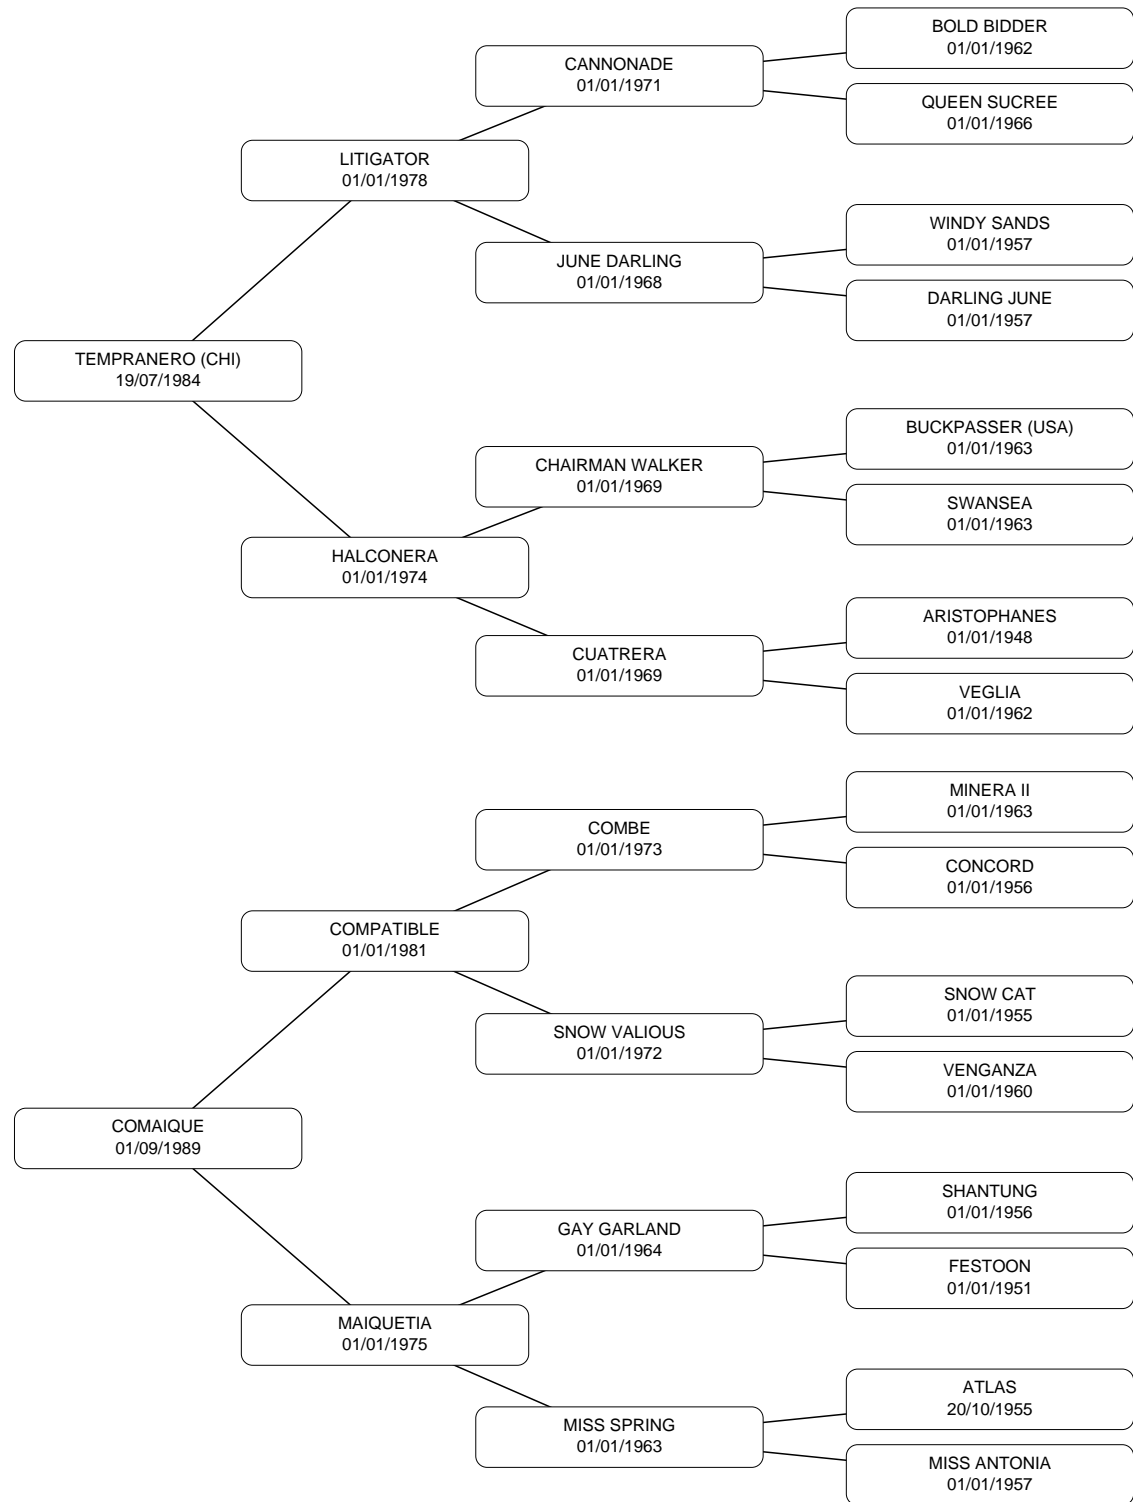 BOLD BIDDER
01/01/1962
CANNONADE
01/01/1971
QUEEN SUCREE
01/01/1966
LITIGATOR
01/01/1978
WINDY SANDS
01/01/1957
JUNE DARLING
01/01/1968
DARLING JUNE
01/01/1957
TEMPRANERO (CHI)
19/07/1984
BUCKPASSER (USA)
01/01/1963
CHAIRMAN WALKER
01/01/1969
SWANSEA
01/01/1963
HALCONERA
01/01/1974
ARISTOPHANES
01/01/1948
CUATRERA
01/01/1969
VEGLIA
01/01/1962
MINERA II
01/01/1963
COMBE
01/01/1973
CONCORD
01/01/1956
COMPATIBLE
01/01/1981
SNOW CAT
01/01/1955
SNOW VALIOUS
01/01/1972
VENGANZA
01/01/1960
COMAIQUE
01/09/1989
SHANTUNG
01/01/1956
GAY GARLAND
01/01/1964
FESTOON
01/01/1951
MAIQUETIA
01/01/1975
ATLAS
20/10/1955
MISS SPRING
01/01/1963
MISS ANTONIA
01/01/1957